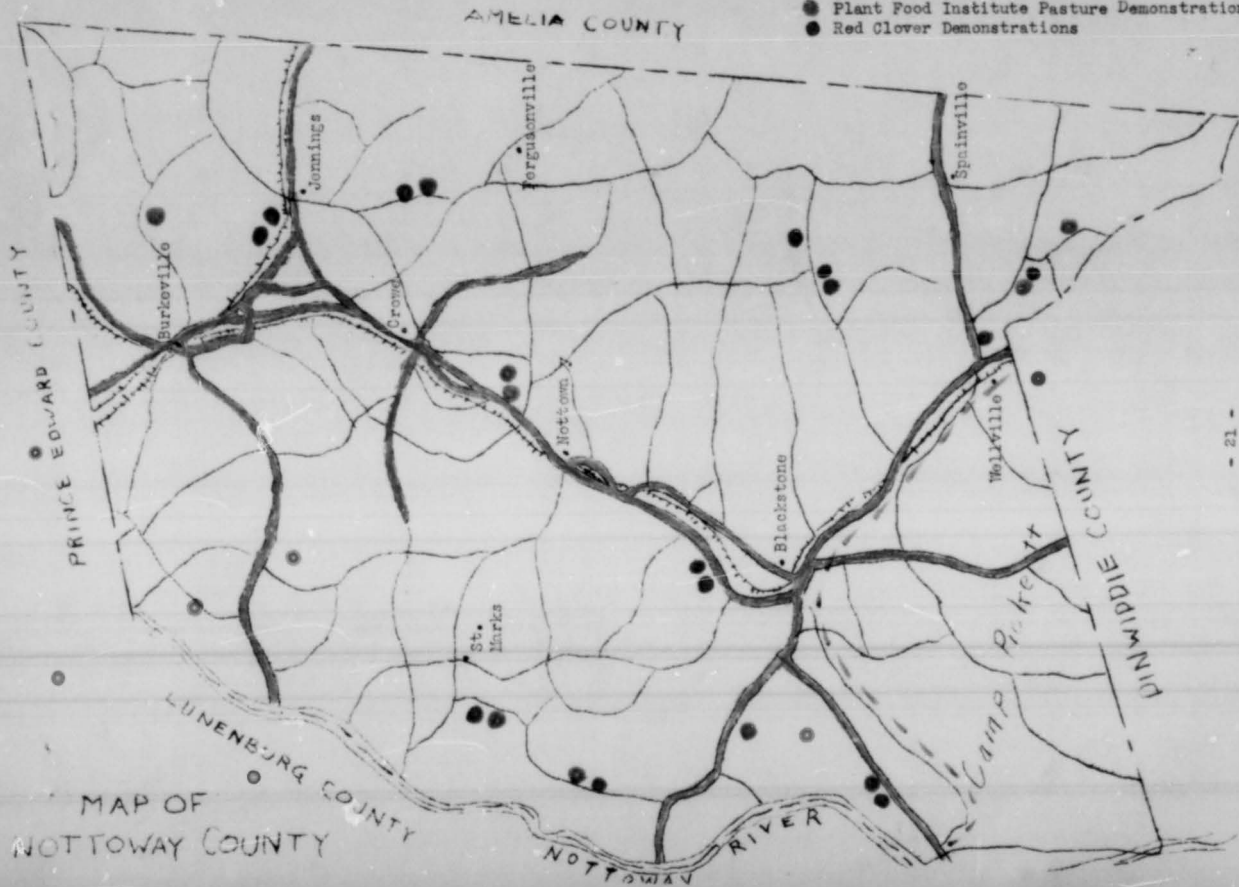 AMELIA COUNTY
Plant Food Institute Pasture Demonstration
Red Clover Demonstrations
Fergusonville
Spainville
Jennings
PRINCE EDWARD COUNTY
Burkeville
Crewe
Nottoway
Blackstone
Wellville
DINWIDDIE COUNTY
- 21 -
St.
Marks
Camp Pickett
LUNENBURG COUNTY
NOTTOWAY RIVER
MAP OF
NOTTOWAY COUNTY